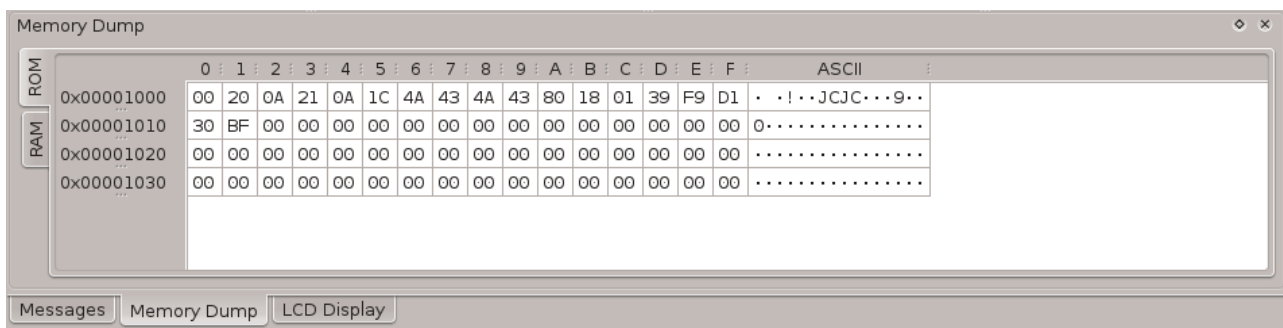 Memory Dump
ROM
RAM
0 1 2 3 4 5 6 7 8 9 A B C D E F ASCII
0x00001000 00 20 0A 21 0A 1C 4A 43 4A 43 80 18 01 39 F9 D1 · ·!··JCJC···9··
0x00001010 30 BF 00 00 00 00 00 00 00 00 00 00 00 00 00 00 0···············
0x00001020 00 00 00 00 00 00 00 00 00 00 00 00 00 00 00 00 ················
0x00001030 00 00 00 00 00 00 00 00 00 00 00 00 00 00 00 00 ················
Messages Memory Dump LCD Display